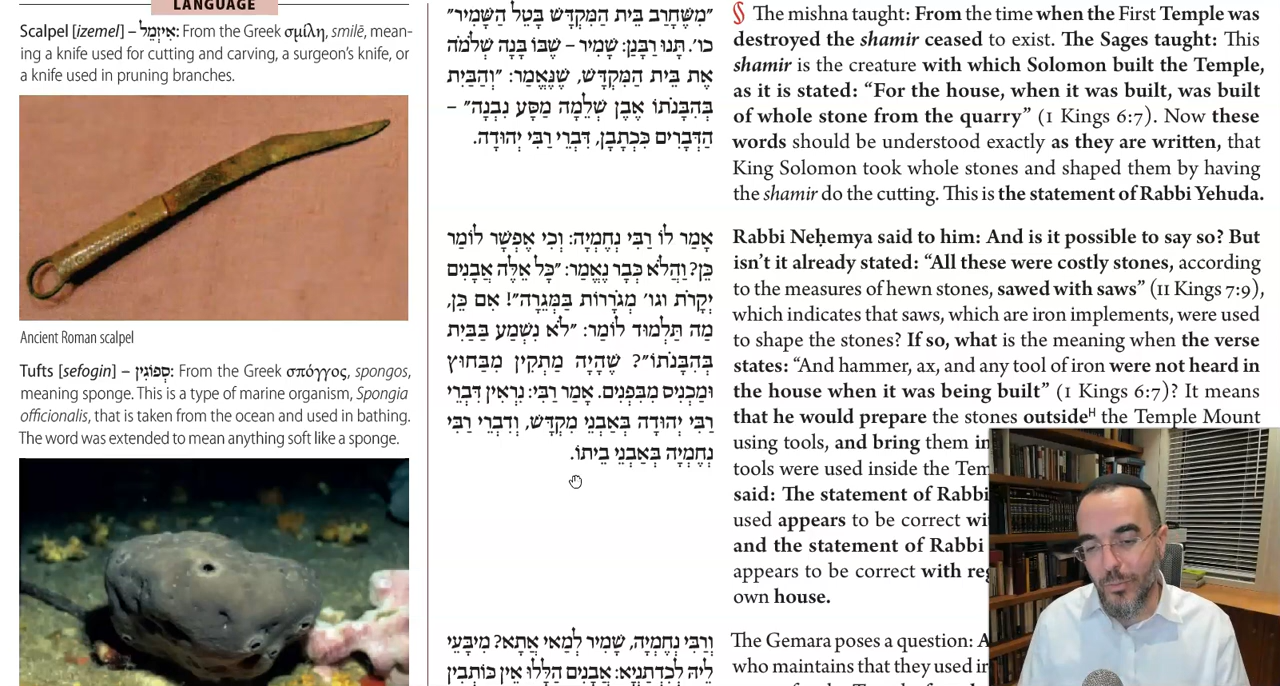 LANGUAGE
Scalpel [izemel] – אִיזְמֵל: From the Greek σμίλη, smilē, mean-
ing a knife used for cutting and carving, a surgeon's knife, or
a knife used in pruning branches.
Ancient Roman scalpel
Tufts [sefogin] – סְפוֹגִין: From the Greek σπόγγος, spongos,
meaning sponge. This is a type of marine organism, Spongia
officionalis, that is taken from the ocean and used in bathing.
The word was extended to mean anything soft like a sponge.
״מִשֶּׁחָרַב בֵּית הַמִּקְדָּשׁ בָּטֵל הַשָּׁמִיר״
כו׳. תָּנוּ רַבָּנַן: שָׁמִיר – שֶׁבּוֹ בָּנָה שְׁלֹמֹה
אֶת בֵּית הַמִּקְדָּשׁ, שֶׁנֶּאֱמַר: ״וְהַבַּיִת
בְּהִבָּנֹתוֹ אֶבֶן שְׁלֵמָה מַסָּע נִבְנָה״ –
הַדְּבָרִים כִּכְתָבָן, דִּבְרֵי רַבִּי יְהוּדָה.
אָמַר לוֹ רַבִּי נְחֶמְיָה: וְכִי אֶפְשָׁר לוֹמַר
כֵּן? וַהֲלֹא כְּבָר נֶאֱמַר: ״כָּל אֵלֶּה אֲבָנִים
יְקָרֹת וגו׳ מְגֹרָרוֹת בַּמְּגֵרָה״! אִם כֵּן,
מַה תַּלְמוּד לוֹמַר: ״לֹא נִשְׁמַע בַּבַּיִת
בְּהִבָּנֹתוֹ״? שֶׁהָיָה מַתְקִין מִבַּחוּץ
וּמַכְנִיס מִבִּפְנִים. אָמַר רַבִּי: נִרְאִין דִּבְרֵי
רַבִּי יְהוּדָה בְּאַבְנֵי מִקְדָּשׁ, וְדִבְרֵי רַבִּי
נְחֶמְיָה בְּאַבְנֵי בֵיתוֹ.
וְרַבִּי נְחֶמְיָה, שָׁמִיר לְמַאי אֲתָא? מִיבָּעֵי
לֵיהּ לְכִדְתַנְיָא: אֲבָנִים הַלָּלוּ אֵין כּוֹתְבִין
§ The mishna taught: From the time when the First Temple was
destroyed the shamir ceased to exist. The Sages taught: This
shamir is the creature with which Solomon built the Temple,
as it is stated: “For the house, when it was built, was built
of whole stone from the quarry” (I Kings 6:7). Now these
words should be understood exactly as they are written, that
King Solomon took whole stones and shaped them by having
the shamir do the cutting. This is the statement of Rabbi Yehuda.
Rabbi Neḥemya said to him: And is it possible to say so? But
isn't it already stated: “All these were costly stones, according
to the measures of hewn stones, sawed with saws” (II Kings 7:9),
which indicates that saws, which are iron implements, were used
to shape the stones? If so, what is the meaning when the verse
states: “And hammer, ax, and any tool of iron were not heard in
the house when it was being built” (I Kings 6:7)? It means
that he would prepare the stones outsideᴴ the Temple Mount
using tools, and bring them in
tools were used inside the Tem
said: The statement of Rabbi
used appears to be correct wi
and the statement of Rabbi
appears to be correct with reg
own house.
The Gemara poses a question: A
who maintains that they used ir